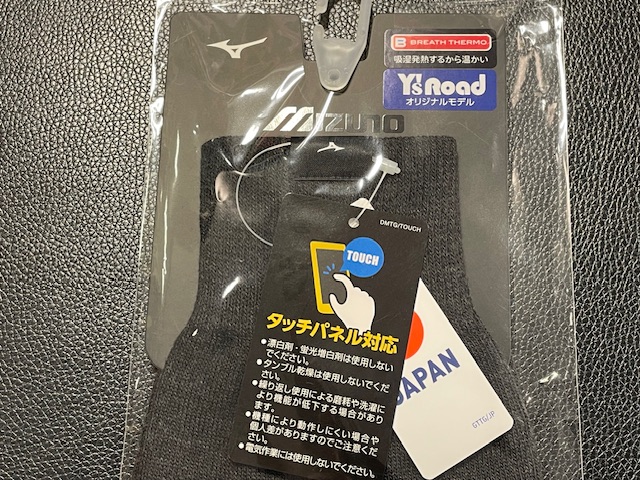 BREATH THERMO
吸湿発熱するから温かい
Y'sRoad
オリジナルモデル
MIZUNO
DMTG/TOUCH
TOUCH
タッチパネル対応
●漂白剤・蛍光増白剤は使用しない
でください。
●タンブル乾燥は使用しないでくだ
さい。
●繰り返し使用による磨耗や洗濯に
より機能が低下する場合があり
ます。
●機種により動作しにくい場合や
個人差がありますのでご注意くだ
さい。
●電気作業には使用しないでください。
JAPAN
GTTG/JP